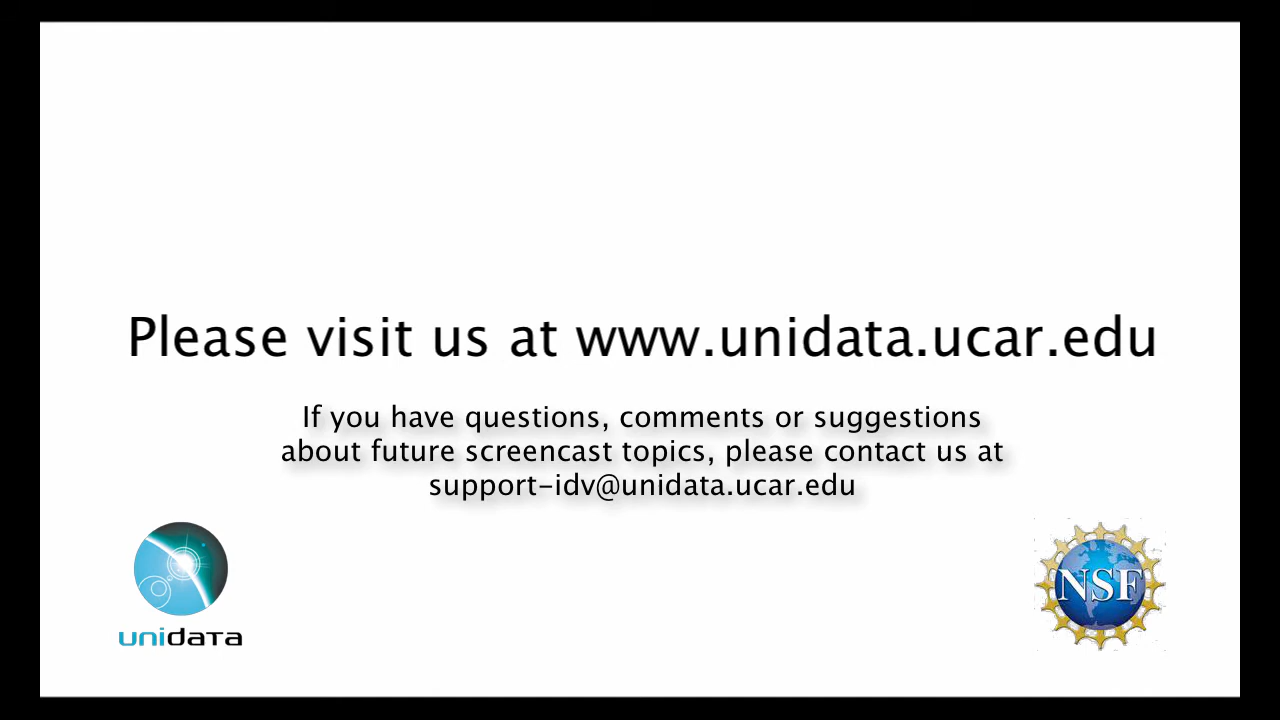 Please visit us at www.unidata.ucar.edu
If you have questions, comments or suggestions
about future screencast topics, please contact us at
support-idv@unidata.ucar.edu
unidata
NSF